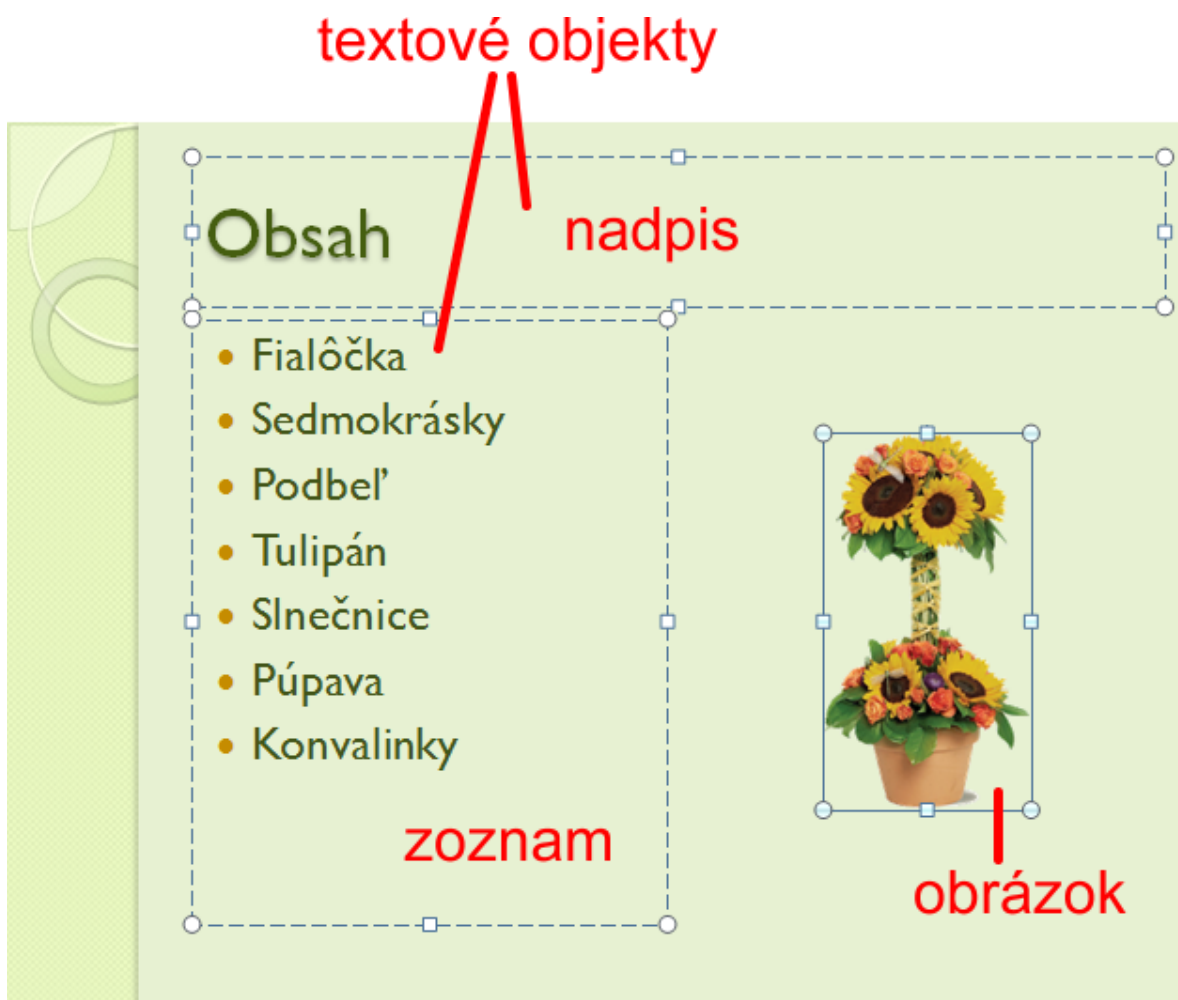 textové objekty
Obsah
nadpis
Fialôčka
Sedmokrásky
Podbeľ
Tulipán
Slnečnice
Púpava
Konvalinky
zoznam
obrázok